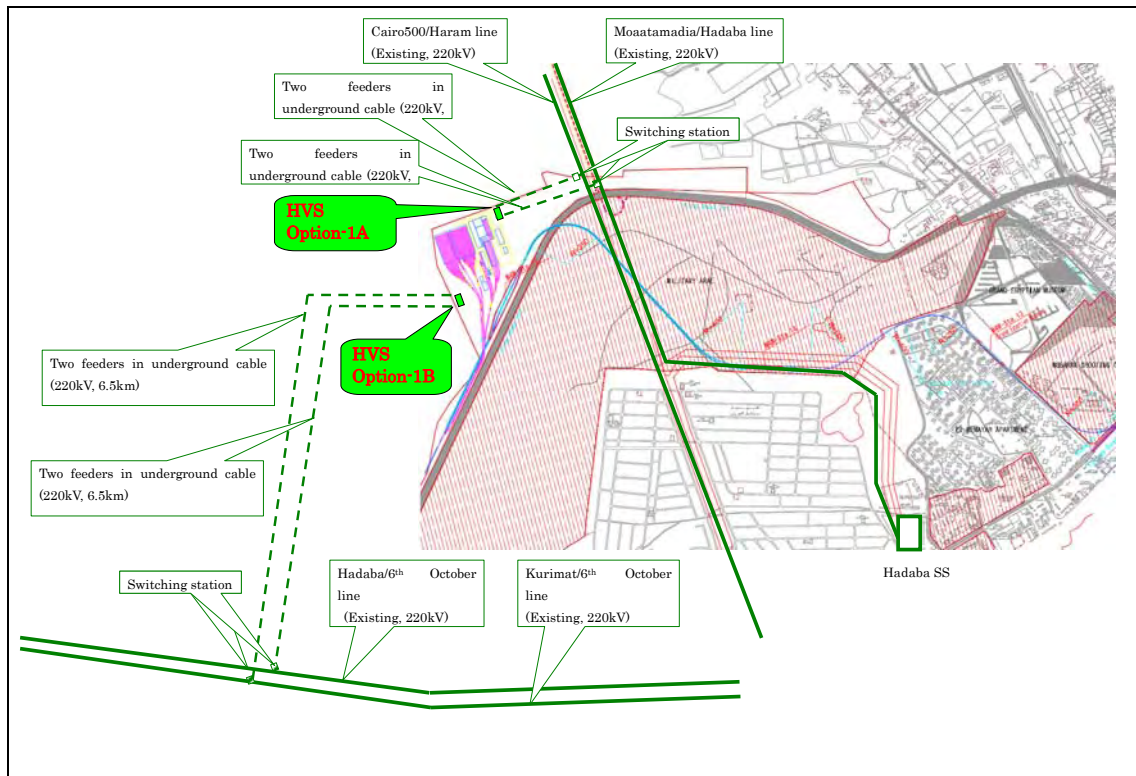 Cairo500/Haram line
(Existing, 220kV)
Moaatamadia/Hadaba line
(Existing, 220kV)
Two feeders in
underground cable (220kV,
Two feeders in
underground cable (220kV,
Switching station
HVS
Option-1A
MILITARY AREA
HVS
Option-1B
Two feeders in underground cable
(220kV, 6.5km)
Two feeders in underground cable
(220kV, 6.5km)
Hadaba SS
Switching station
Hadaba/6th October
line
(Existing, 220kV)
Kurimat/6th October
line
(Existing, 220kV)